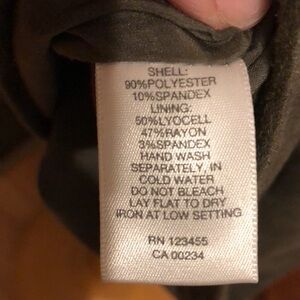 SHELL:
90%POLYESTER
10%SPANDEX
LINING:
50%LYOCELL
47%RAYON
3%SPANDEX
HAND WASH
SEPARATELY, IN
COLD WATER
DO NOT BLEACH
LAY FLAT TO DRY
IRON AT LOW SETTING
RN 123455
CA 00234